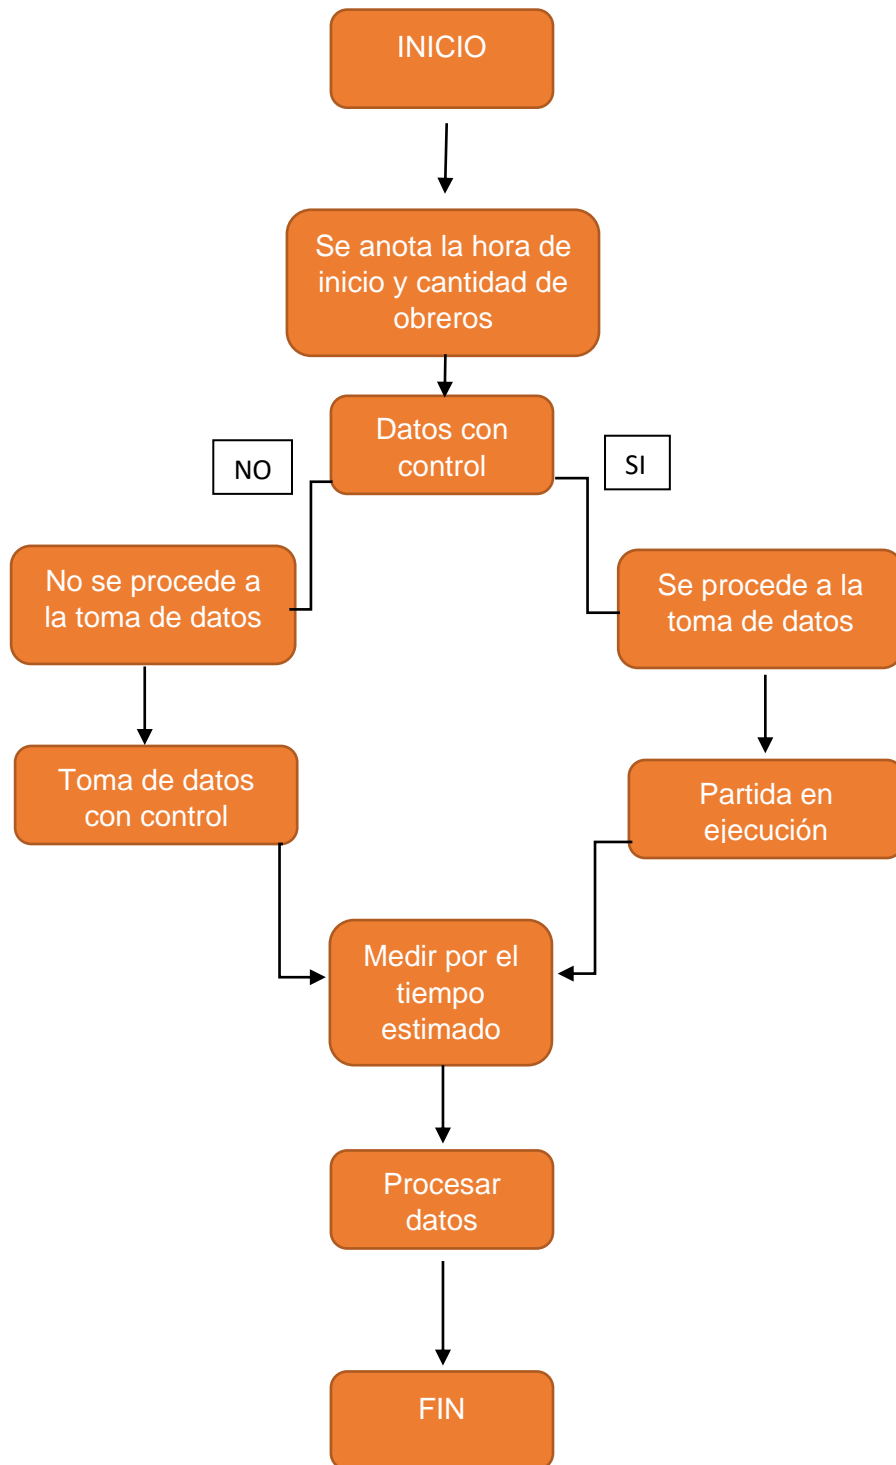 INICIO
Se anota la hora de
inicio y cantidad de
obreros
Datos con
control
NO
SI
No se procede a
la toma de datos
Se procede a la
toma de datos
Toma de datos
con control
Partida en
ejecución
Medir por el
tiempo
estimado
Procesar
datos
FIN